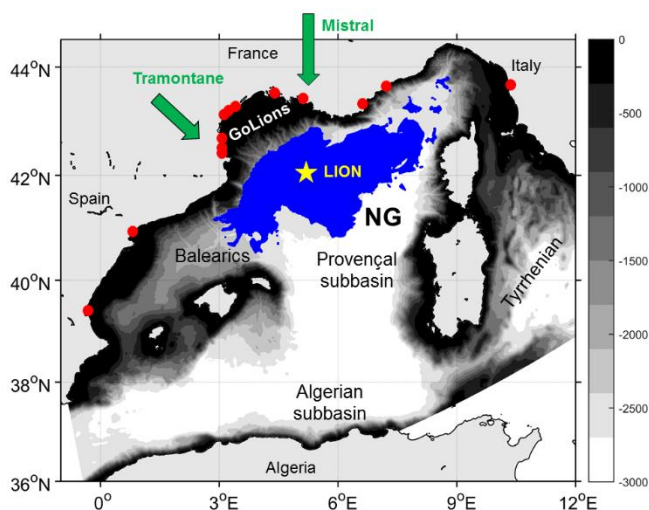 Mistral
France
Italy
Tramontane
GoLions
LION
Spain
NG
Balearics
Provençal
subbasin
Tyrrhenian
Algerian
subbasin
Algeria
44°N
42°N
40°N
38°N
36°N
0°
3°E
6°E
9°E
12°E
0
-500
-1000
-1500
-2000
-2500
-3000